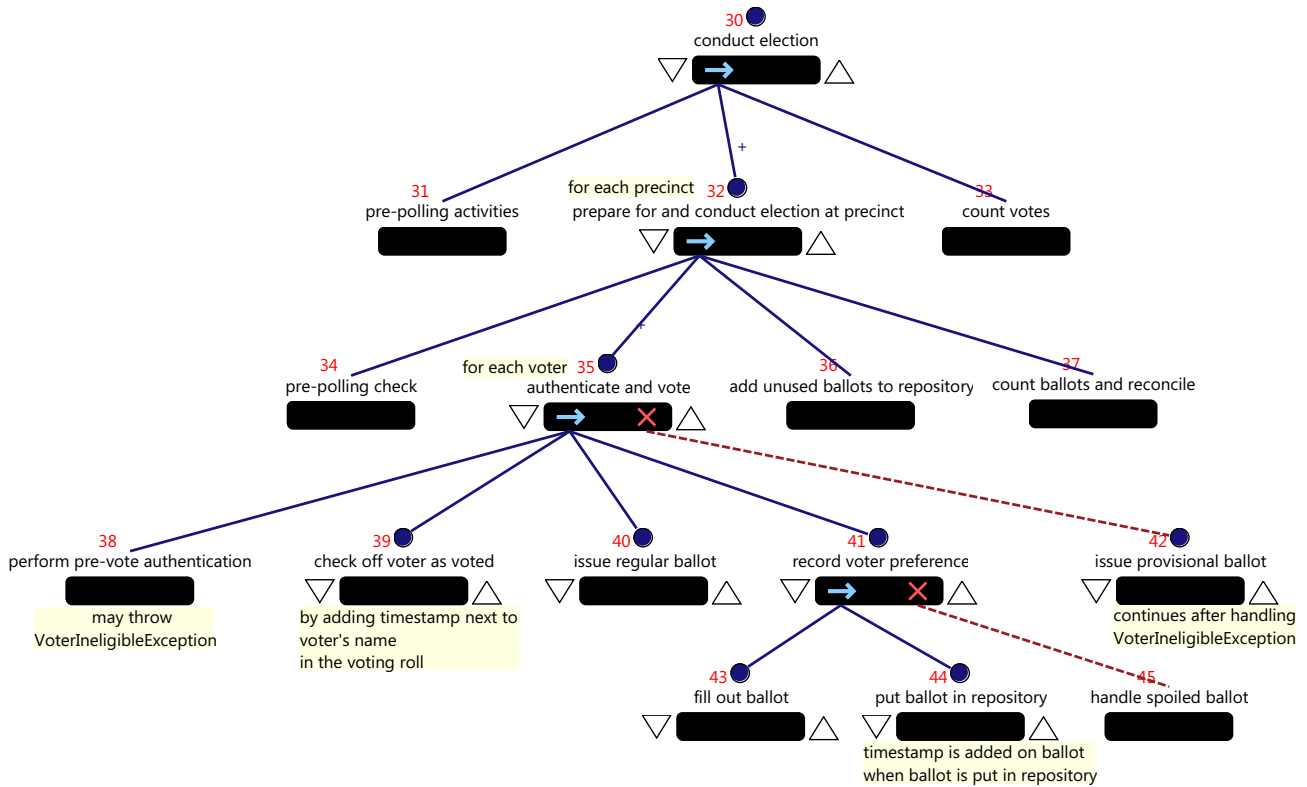 30
conduct election
+
31
pre-polling activities
for each precinct
32
prepare for and conduct election at precinct
33
count votes
+
34
pre-polling check
for each voter
35
authenticate and vote
36
add unused ballots to repository
37
count ballots and reconcile
38
perform pre-vote authentication
may throw
VoterIneligibleException
39
check off voter as voted
by adding timestamp next to
voter's name
in the voting roll
40
issue regular ballot
41
record voter preference
42
issue provisional ballot
continues after handling
VoterIneligibleException
43
fill out ballot
44
put ballot in repository
timestamp is added on ballot
when ballot is put in repository
45
handle spoiled ballot